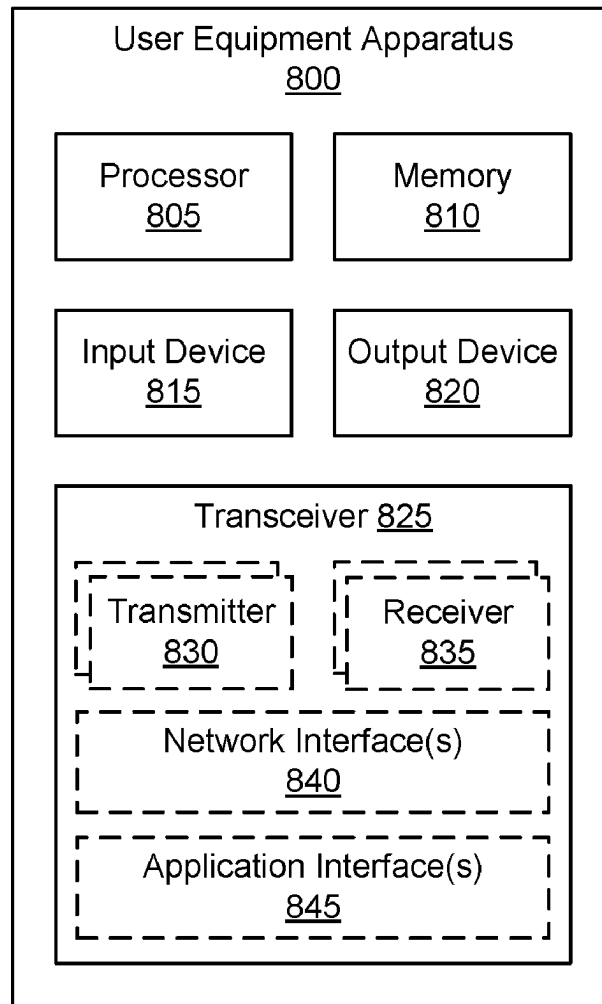 User Equipment Apparatus
800
Processor
805
Memory
810
Input Device
815
Output Device
820
Transceiver 825
Transmitter
830
Receiver
835
Network Interface(s)
840
Application Interface(s)
845